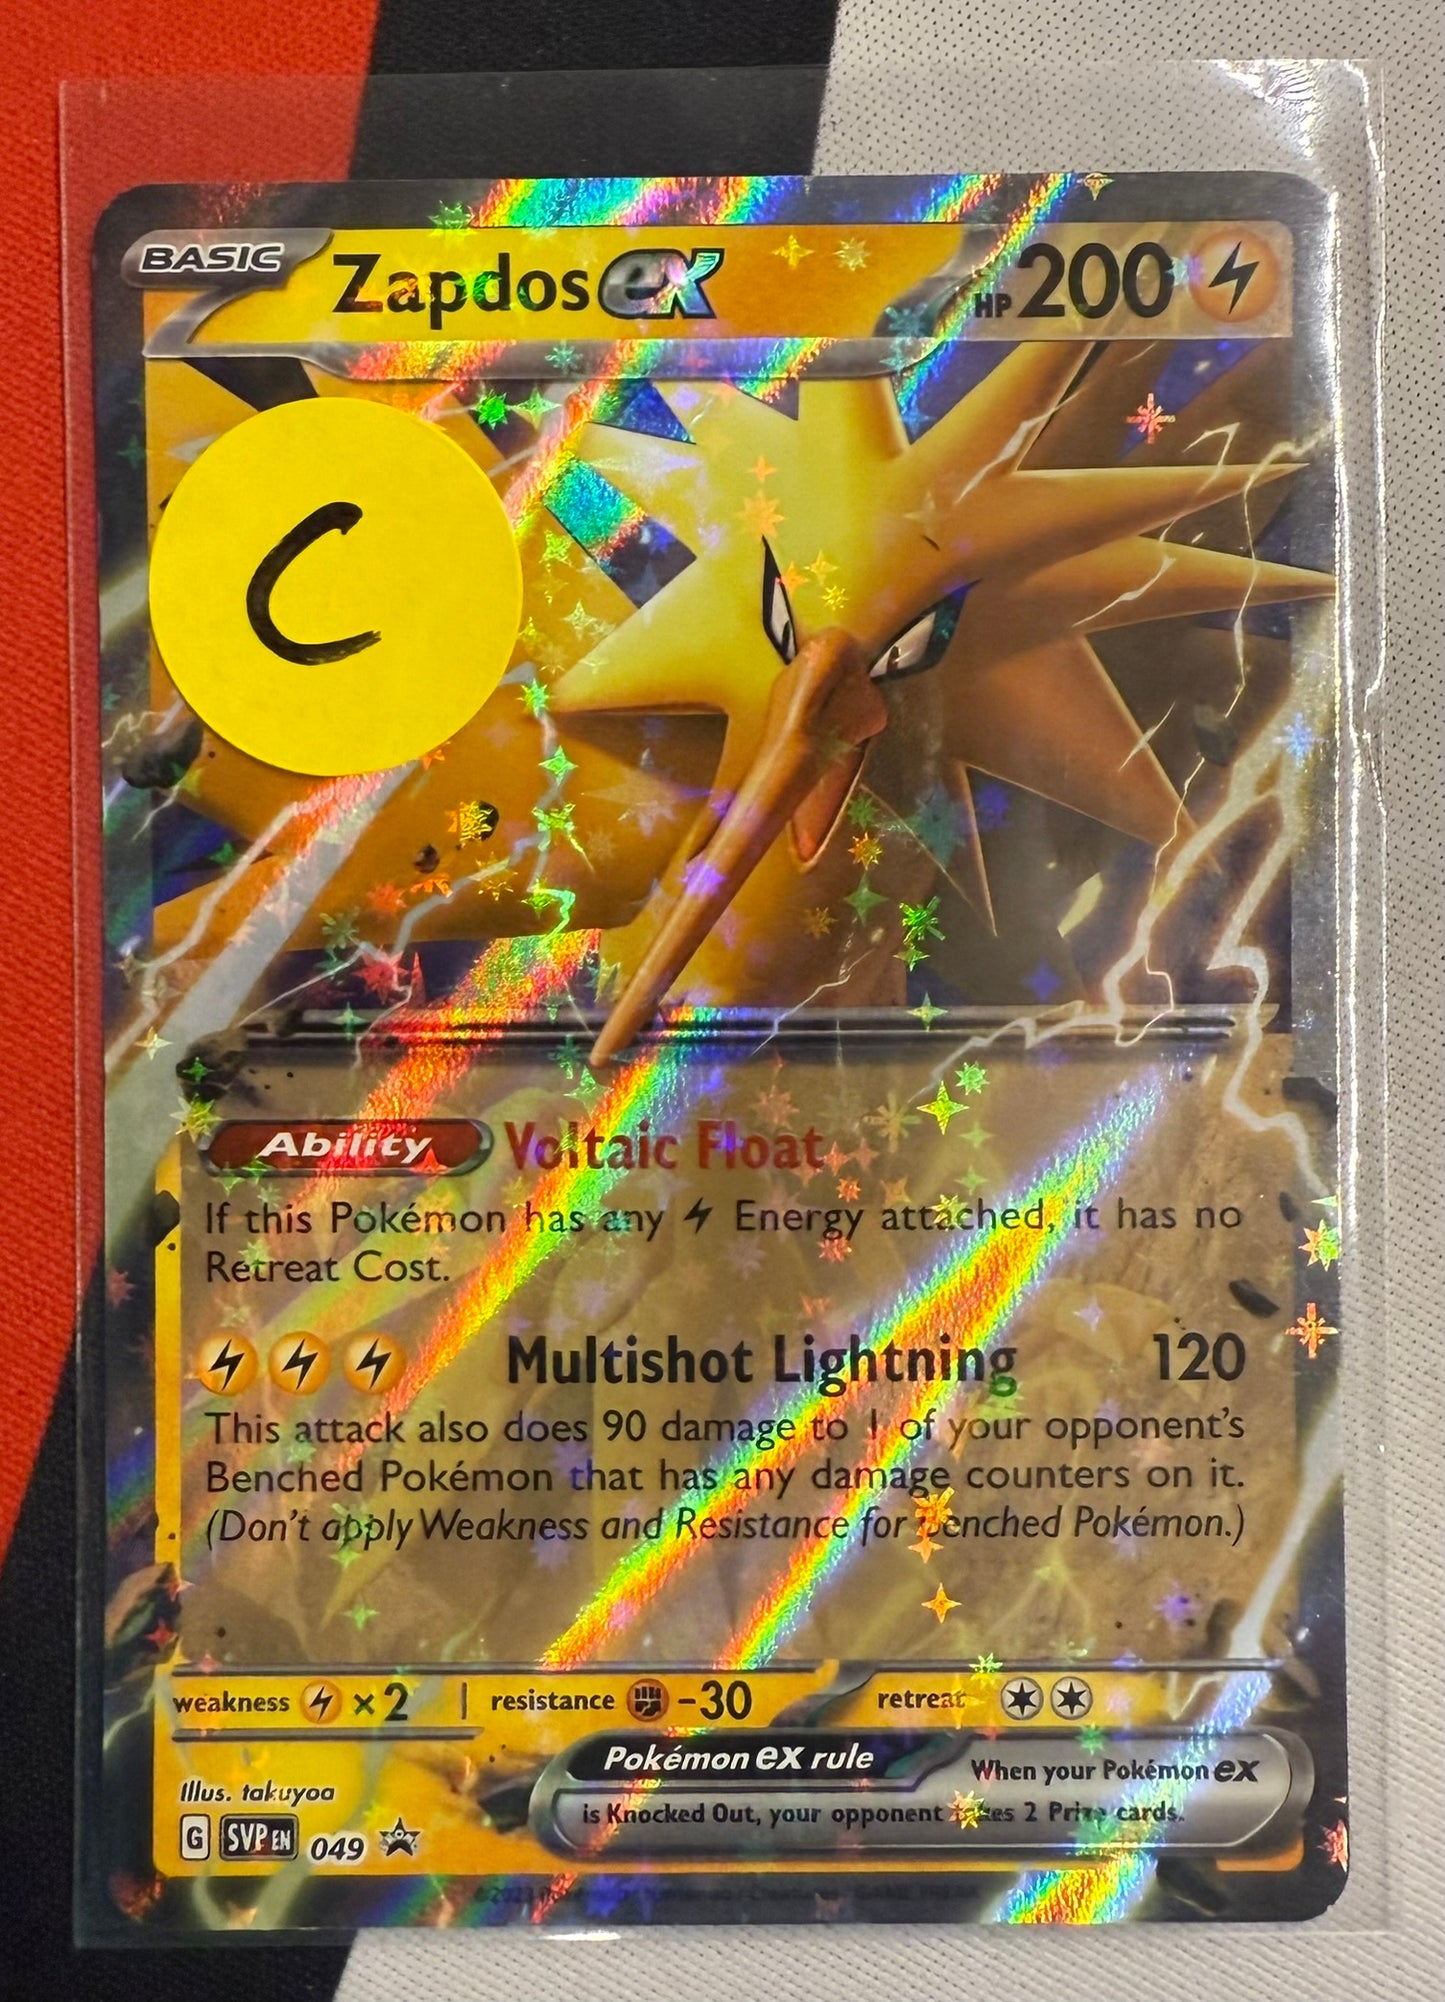 BASIC Zapdos ex HP 200
C
Ability Voltaic Float
If this Pokémon has any Energy attached, it has no
Retreat Cost.
Multishot Lightning 120
This attack also does 90 damage to 1 of your opponent's
Benched Pokémon that has any damage counters on it.
(Don't apply Weakness and Resistance for Benched Pokémon.)
weakness ×2 resistance -30 retreat
Pokémon ex rule When your Pokémon ex
is Knocked Out, your opponent takes 2 Prize cards.
Illus. takuyoa
G SVP EN 049